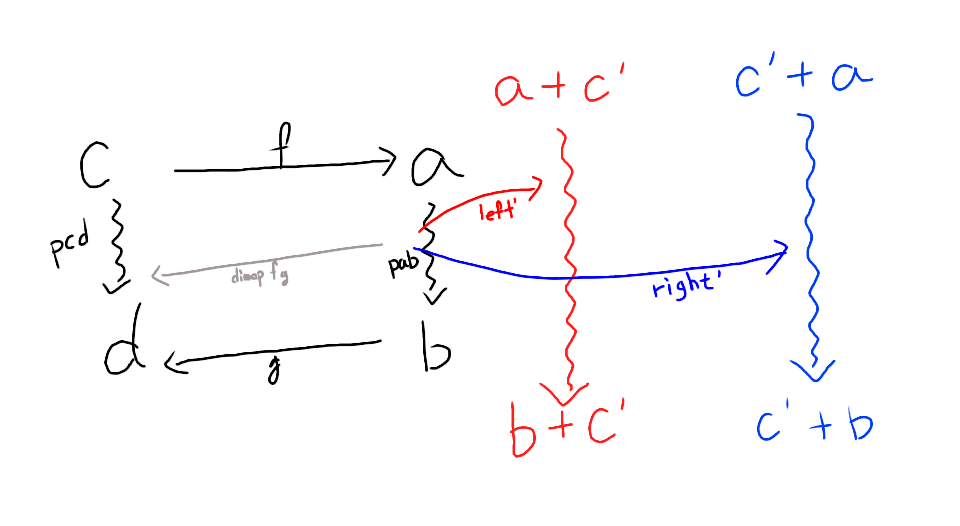 a + c'
c' + a
f
c
a
left'
pcd
pab
dimap f g
right'
d
b
g
b + c'
c' + b